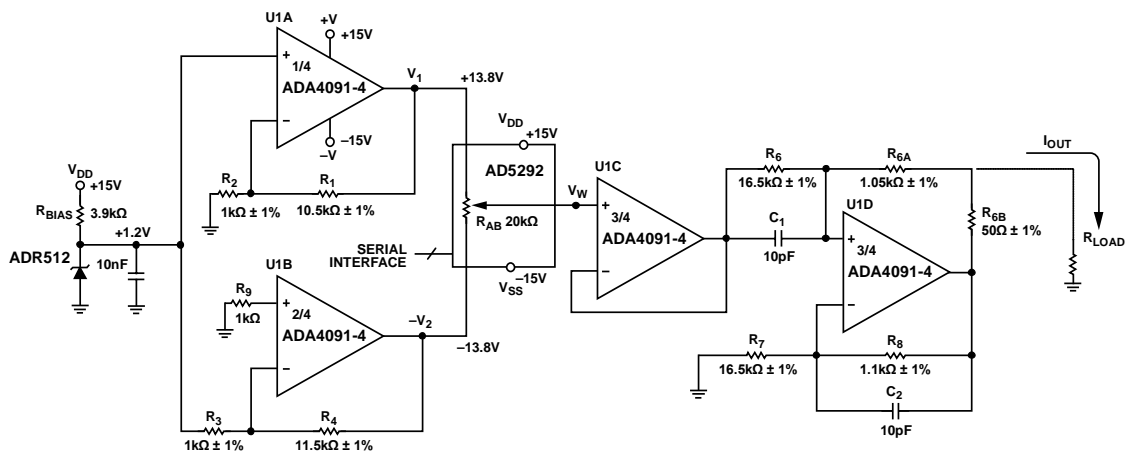 U1A
+V
+15V
1/4
ADA4091-4
–15V
–V
V1
+13.8V
VDD
+15V
RBIAS
3.9kΩ
+1.2V
ADR512
10nF
R2
1kΩ ± 1%
R1
10.5kΩ ± 1%
U1B
R9
1kΩ
2/4
ADA4091-4
–V2
–13.8V
R3
1kΩ ± 1%
R4
11.5kΩ ± 1%
VDD
+15V
AD5292
RAB 20kΩ
SERIAL
INTERFACE
–15V
VSS
VW
U1C
3/4
ADA4091-4
R6
16.5kΩ ± 1%
C1
10pF
R6A
1.05kΩ ± 1%
U1D
3/4
ADA4091-4
R6B
50Ω ± 1%
IOUT
RLOAD
R7
16.5kΩ ± 1%
R8
1.1kΩ ± 1%
C2
10pF